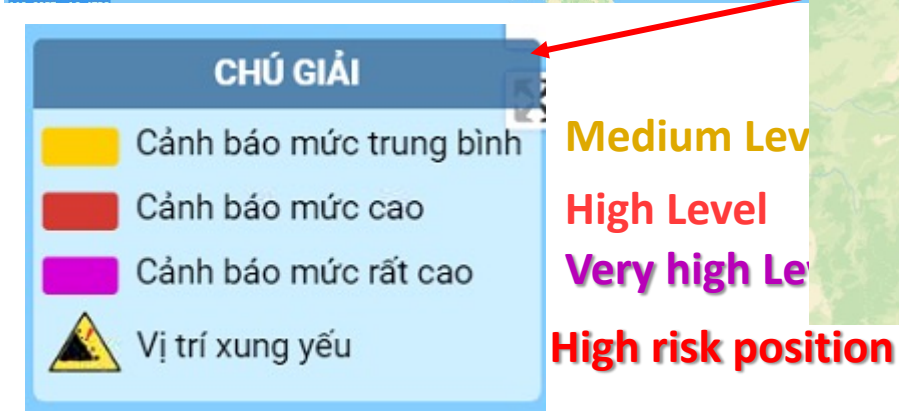 CHÚ GIẢI
Cảnh báo mức trung bình
Medium Lev
Cảnh báo mức cao
High Level
Cảnh báo mức rất cao
Very high Le
Vị trí xung yếu
High risk position